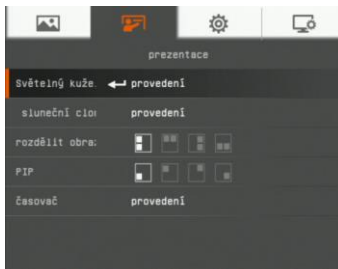 prezentace
Světelný kuže. provedení
sluneční clo provedení
rozdělit obra:
PIP
časovač provedení